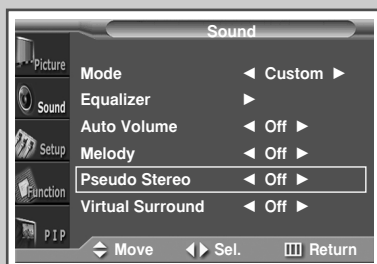 Sound
Picture
Sound
Setup
Function
PIP
Mode ◄ Custom ►
Equalizer ►
Auto Volume ◄ Off ►
Melody ◄ Off ►
Pseudo Stereo ◄ Off ►
Virtual Surround ◄ Off ►
Move Sel. Return